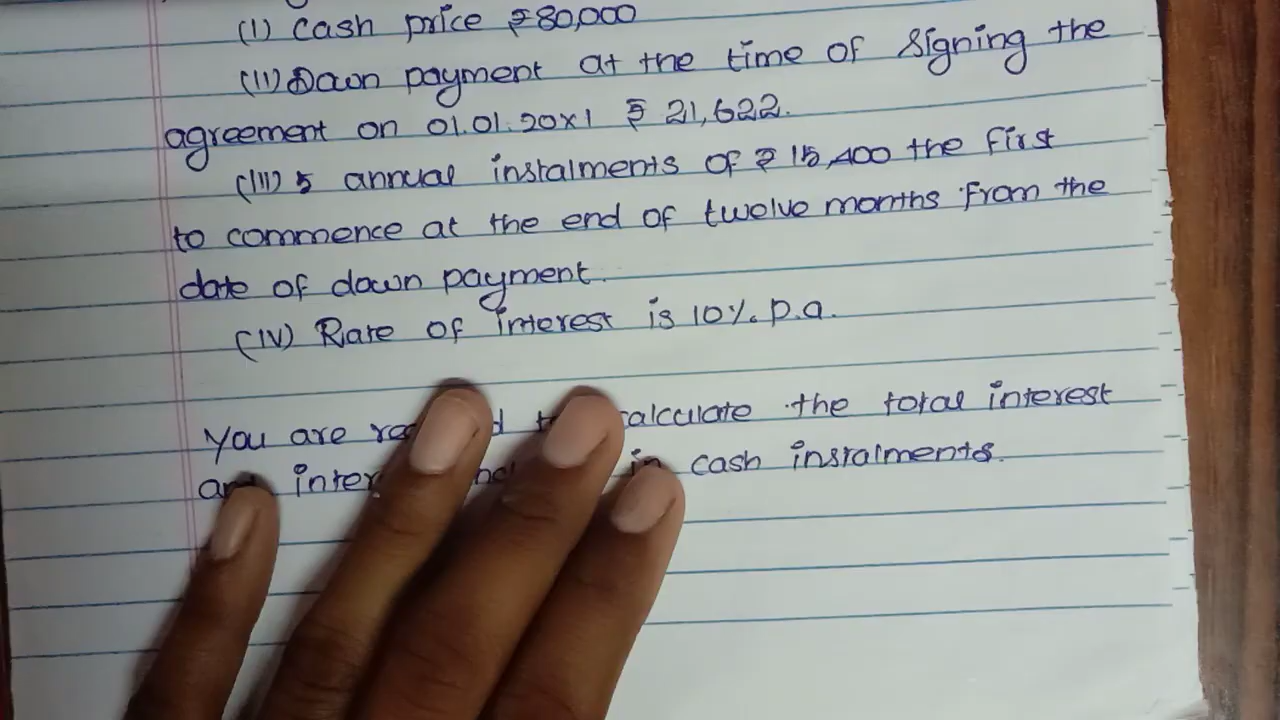 (I) Cash price ₹80,000
(II) Down payment at the time of Signing the
agreement on 01.01.20x1 ₹ 21,622.
(III) 5 annual instalments of ₹ 15,400 the first
to commence at the end of twelve months from the
date of down payment.
(IV) Rate of interest is 10% p.a.
You are calculate the total interest
in cash instalments.